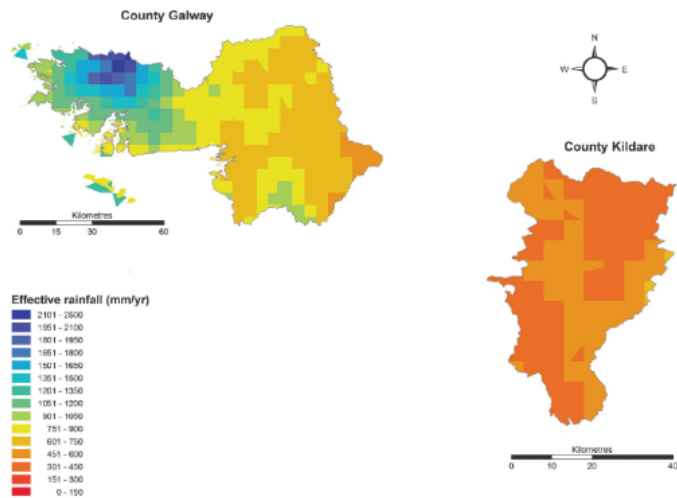 County Galway
N
W E
S
County Kildare
Kilometres
0 15 30 60
Effective rainfall (mm/yr)
2101 - 2600
1951 - 2100
1801 - 1950
1651 - 1800
1501 - 1650
1351 - 1500
1201 - 1350
1051 - 1200
901 - 1050
751 - 900
601 - 750
451 - 600
301 - 450
151 - 300
0 - 150
Kilometres
0 10 20 40